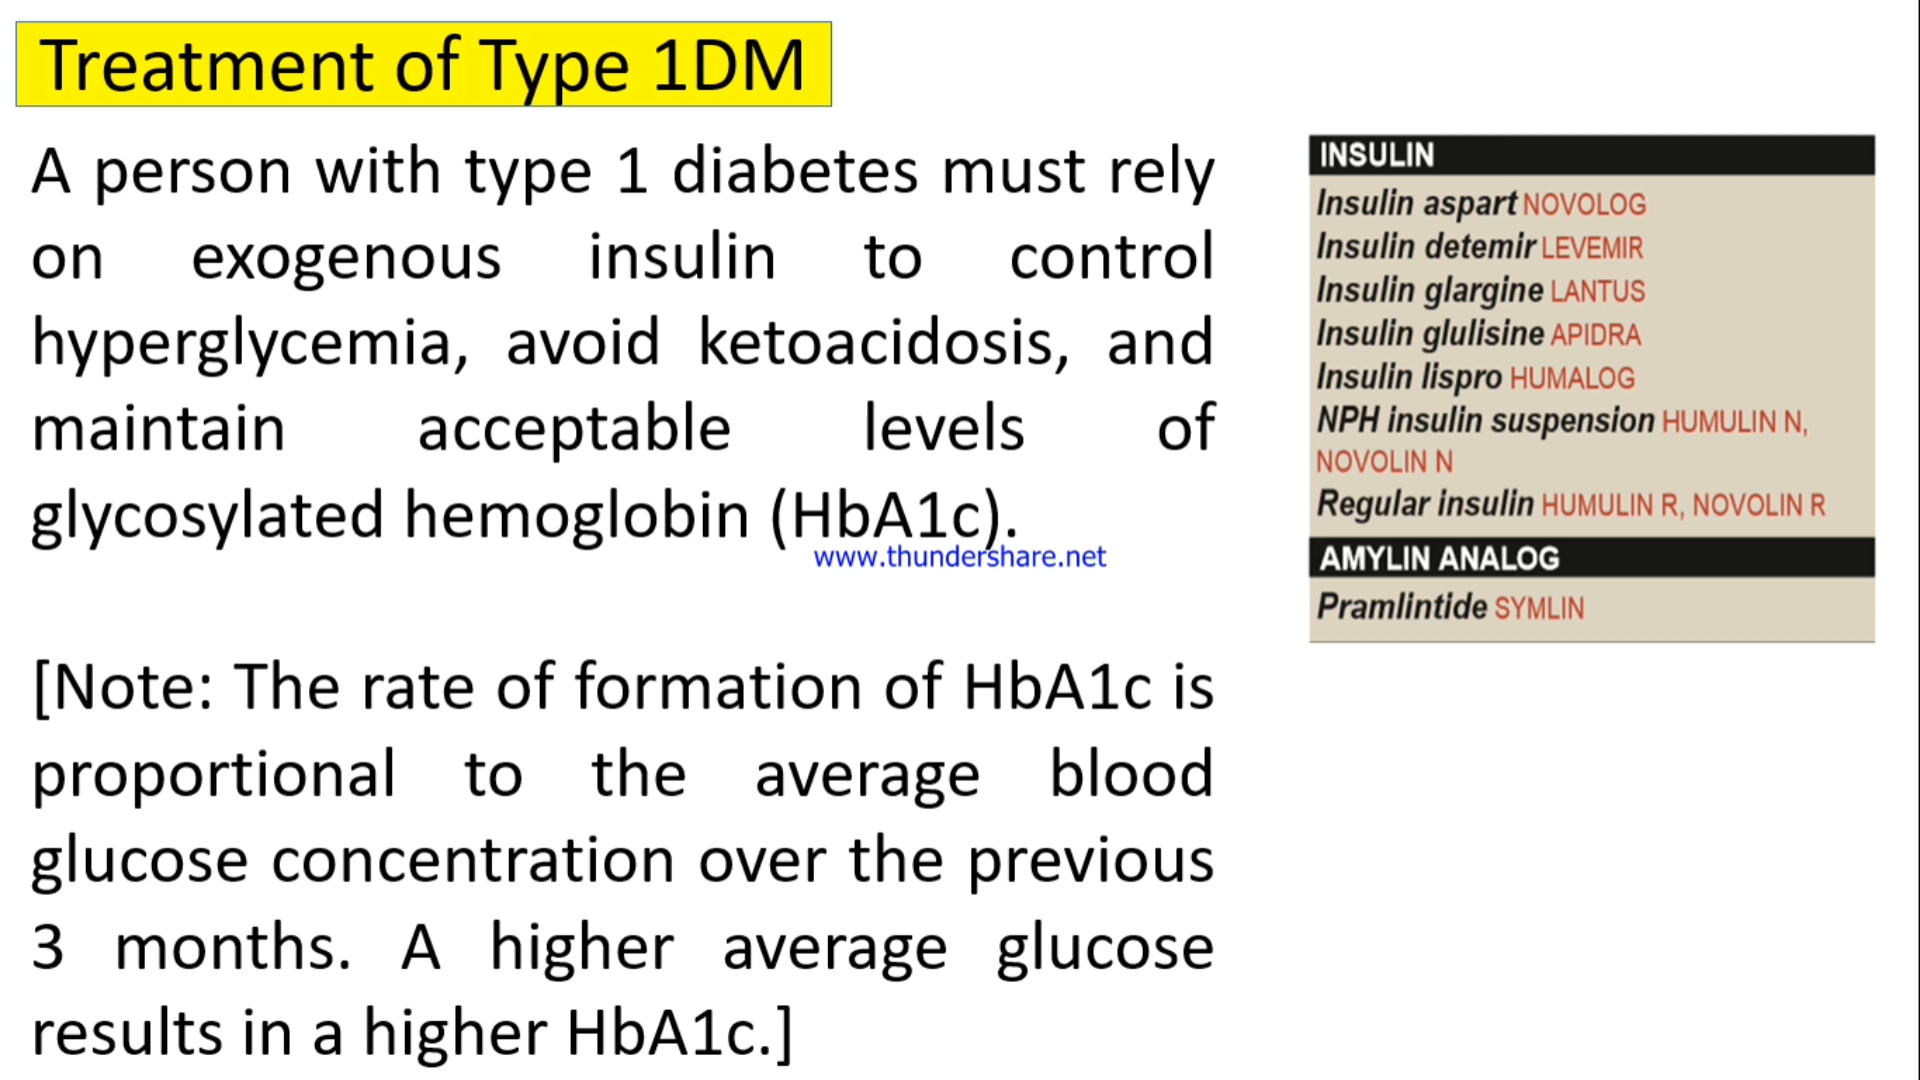 Treatment of Type 1DM
A person with type 1 diabetes must rely
on exogenous insulin to control
hyperglycemia, avoid ketoacidosis, and
maintain acceptable levels of
glycosylated hemoglobin (HbA1c).
www.thundershare.net
[Note: The rate of formation of HbA1c is
proportional to the average blood
glucose concentration over the previous
3 months. A higher average glucose
results in a higher HbA1c.]
INSULIN
Insulin aspart NOVOLOG
Insulin detemir LEVEMIR
Insulin glargine LANTUS
Insulin glulisine APIDRA
Insulin lispro HUMALOG
NPH insulin suspension HUMULIN N,
NOVOLIN N
Regular insulin HUMULIN R, NOVOLIN R
AMYLIN ANALOG
Pramlintide SYMLIN